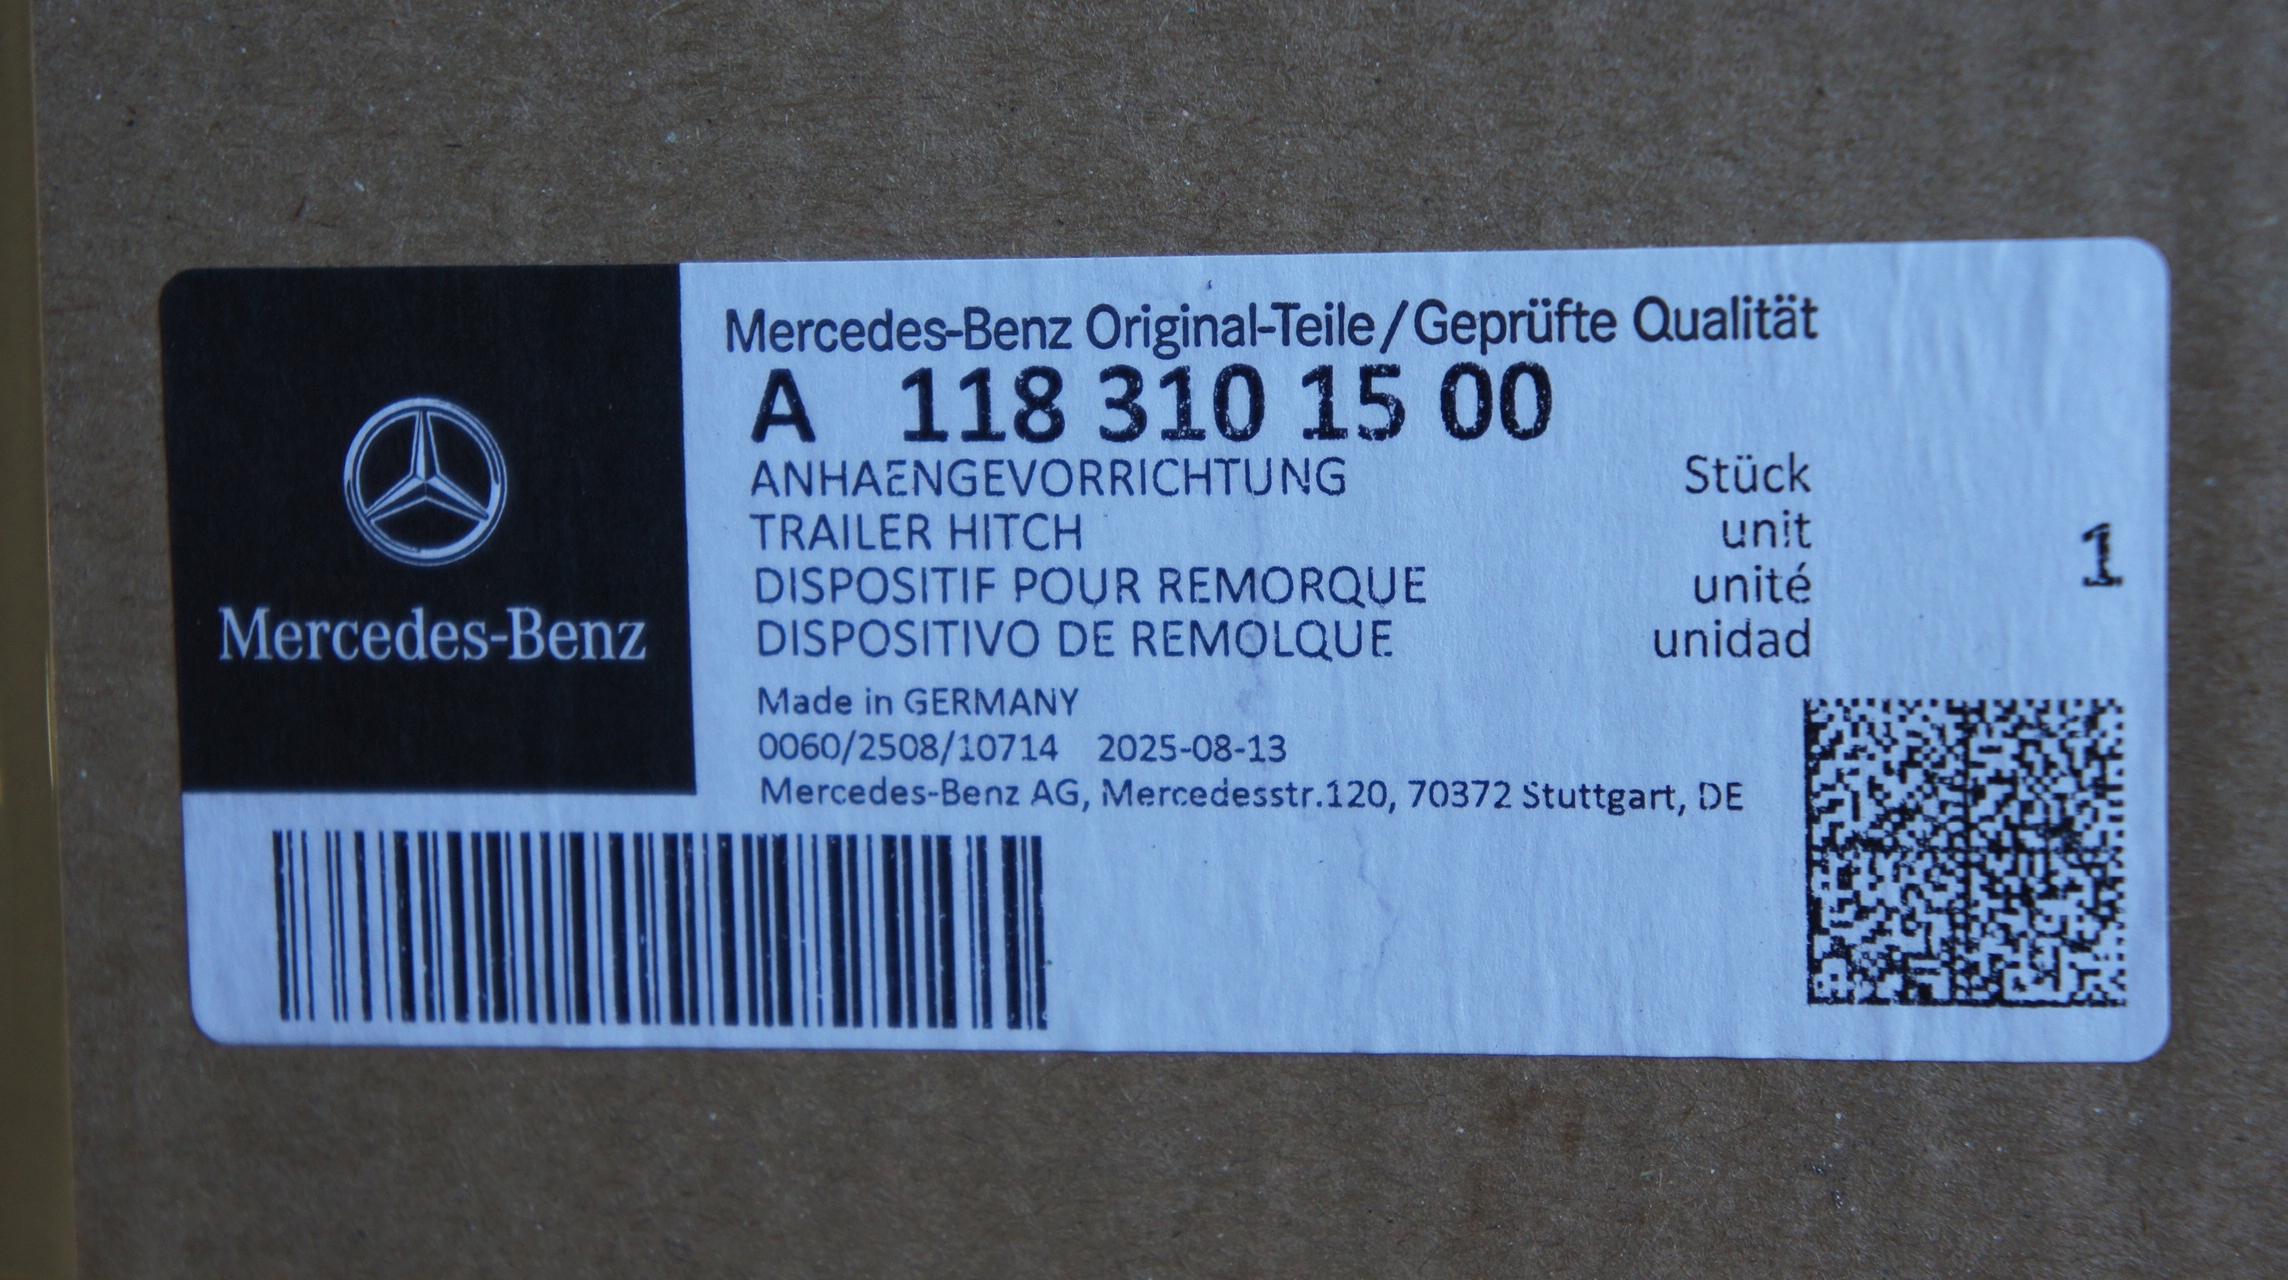 Mercedes-Benz
Mercedes-Benz Original-Teile/Geprüfte Qualität
A 118 310 15 00
ANHAENGEVORRICHTUNG Stück
TRAILER HITCH unit
DISPOSITIF POUR REMORQUE unité
DISPOSITIVO DE REMOLQUE unidad
1
Made in GERMANY
0060/2508/10714 2025-08-13
Mercedes-Benz AG, Mercedesstr.120, 70372 Stuttgart, DE